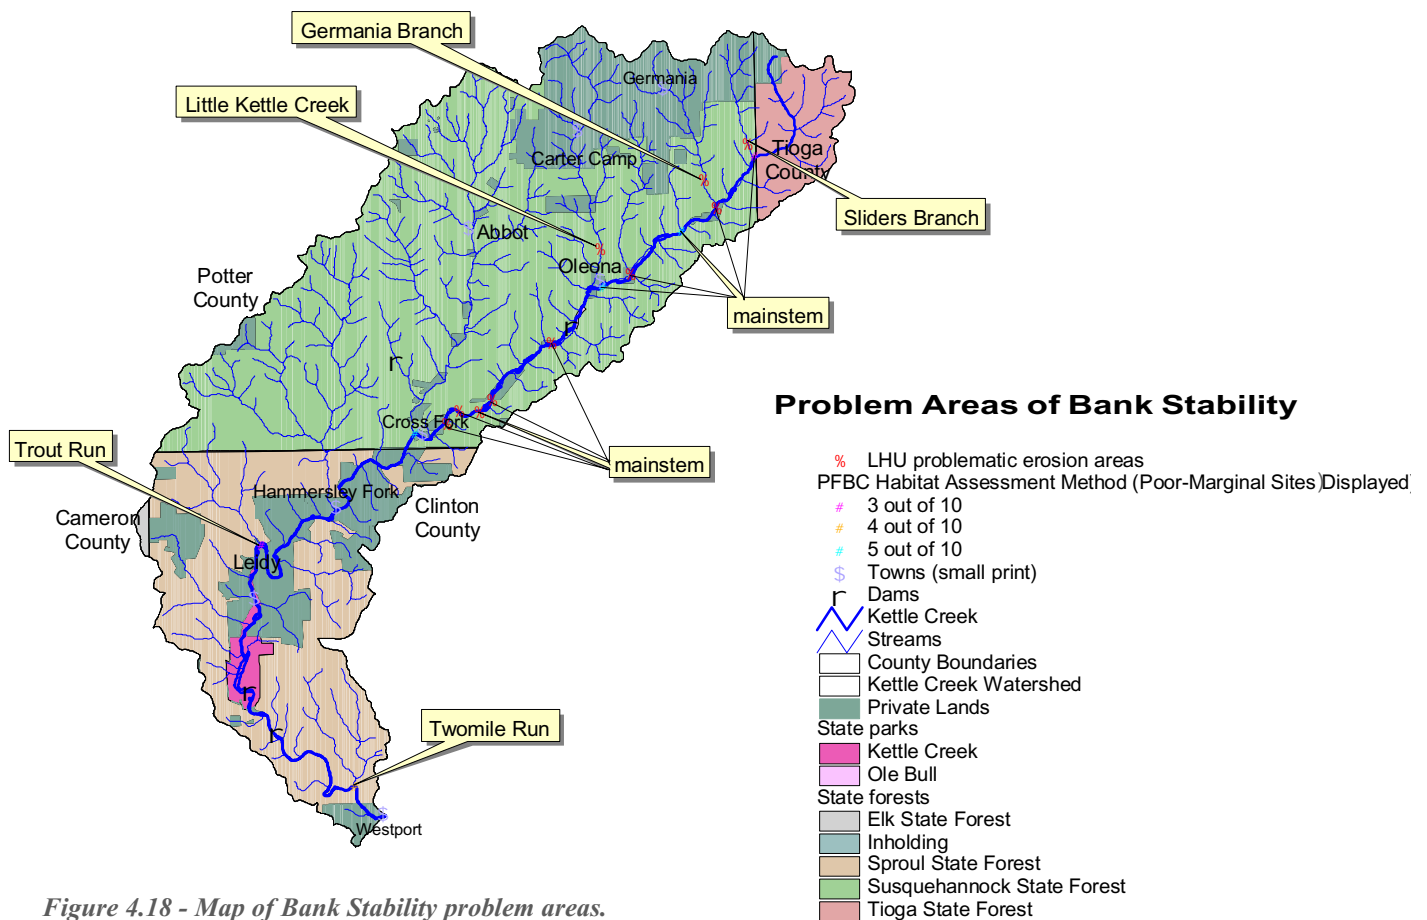 Germania Branch
Little Kettle Creek
Germania
Carter Camp
Tioga
County
Sliders Branch
Abbot
Oleona
Potter
County
mainstem
Cross Fork
mainstem
Trout Run
Hammersley Fork
Clinton
County
Cameron
County
Leidy
Twomile Run
Westport
Problem Areas of Bank Stability
% LHU problematic erosion areas
PFBC Habitat Assessment Method (Poor-Marginal Sites)Displayed)
# 3 out of 10
# 4 out of 10
# 5 out of 10
$ Towns (small print)
r Dams
Kettle Creek
Streams
County Boundaries
Kettle Creek Watershed
Private Lands
State parks
Kettle Creek
Ole Bull
State forests
Elk State Forest
Inholding
Sproul State Forest
Susquehannock State Forest
Tioga State Forest
Figure 4.18 - Map of Bank Stability problem areas.